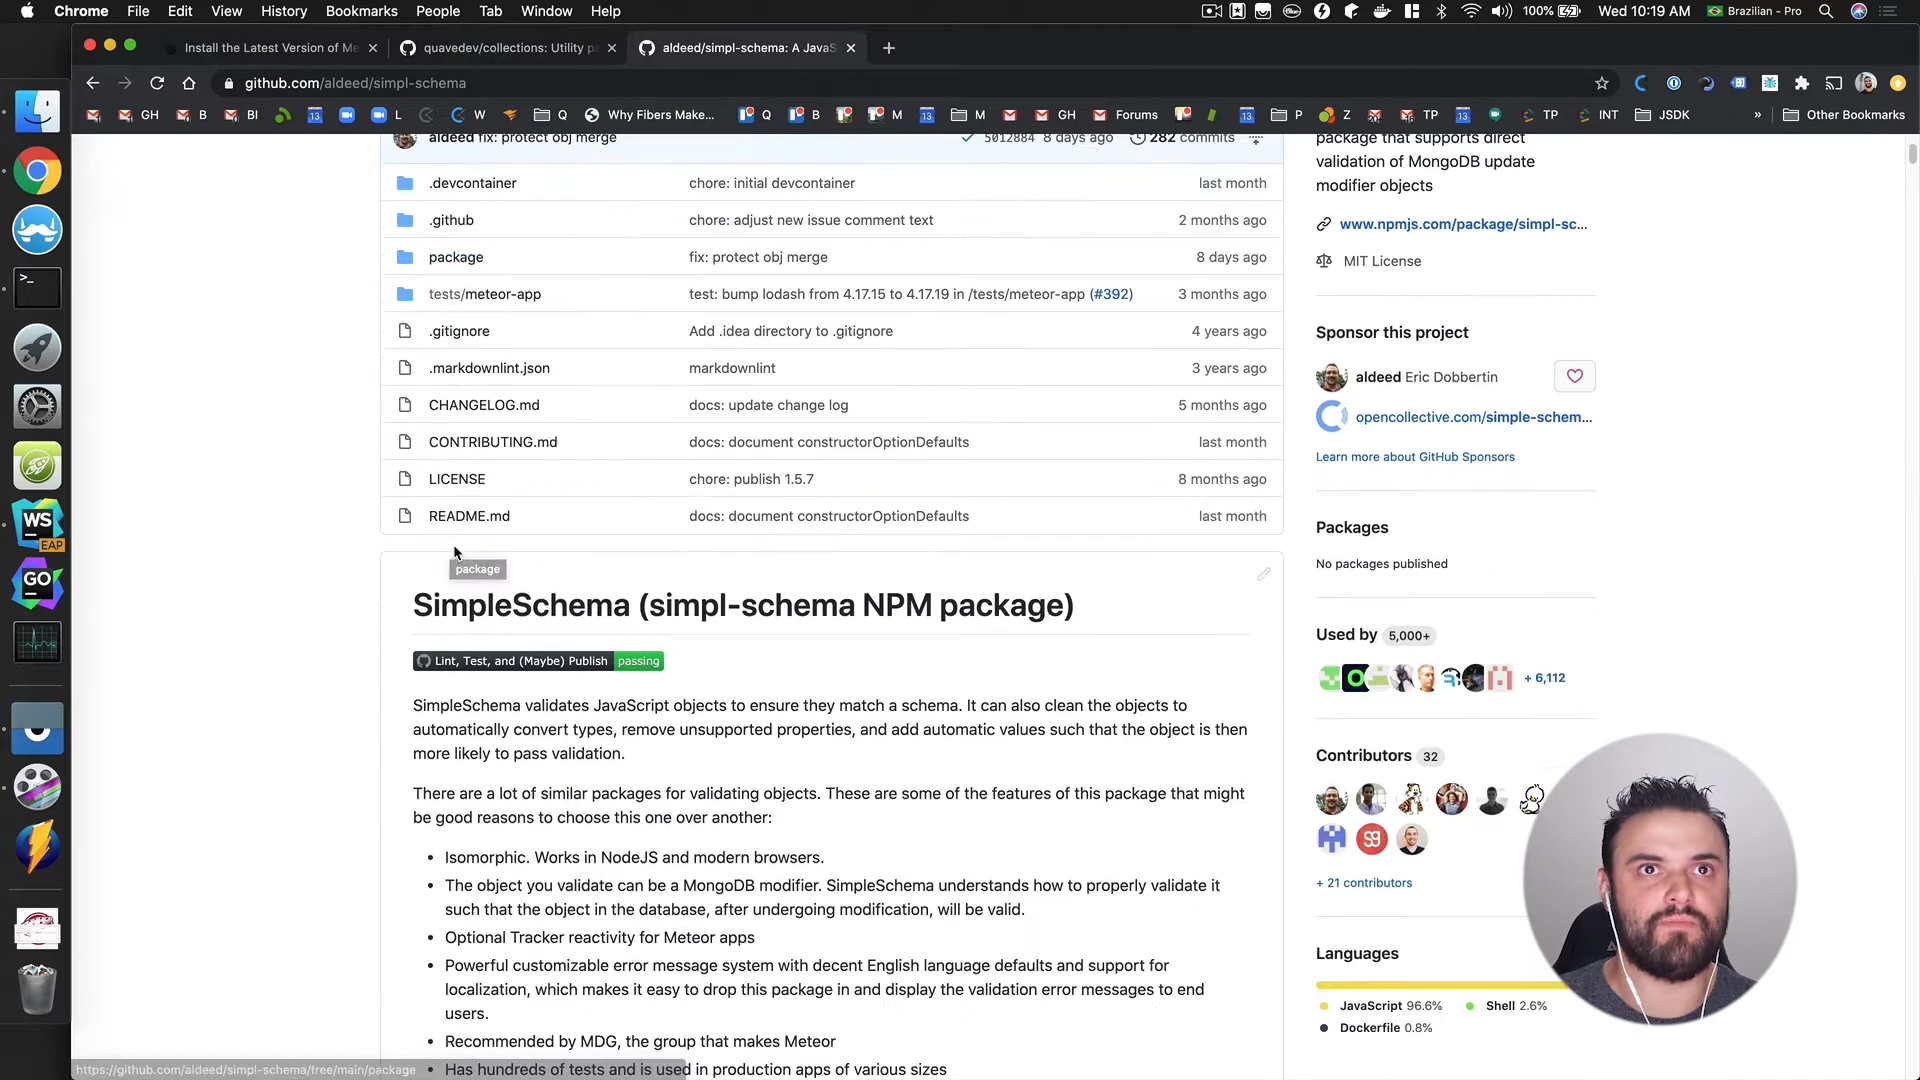 Chrome File Edit View History Bookmarks People Tab Window Help 100% Wed 10:19 AM Brazilian - Pro
Install the Latest Version of Me
quavedev/collections: Utility pa
aldeed/simpl-schema: A JavaS
github.com/aldeed/simpl-schema
GH B BI L W Q Why Fibers Make... Q B M M GH Forums P Z TP TP INT JSDK » Other Bookmarks
aldeed fix: protect obj merge 5012884 8 days ago 282 commits
.devcontainer chore: initial devcontainer last month
.github chore: adjust new issue comment text 2 months ago
package fix: protect obj merge 8 days ago
tests/meteor-app test: bump lodash from 4.17.15 to 4.17.19 in /tests/meteor-app (#392) 3 months ago
.gitignore Add .idea directory to .gitignore 4 years ago
.markdownlint.json markdownlint 3 years ago
CHANGELOG.md docs: update change log 5 months ago
CONTRIBUTING.md docs: document constructorOptionDefaults last month
LICENSE chore: publish 1.5.7 8 months ago
README.md docs: document constructorOptionDefaults last month
package
SimpleSchema (simpl-schema NPM package)
Lint, Test, and (Maybe) Publish passing
SimpleSchema validates JavaScript objects to ensure they match a schema. It can also clean the objects to
automatically convert types, remove unsupported properties, and add automatic values such that the object is then
more likely to pass validation.
There are a lot of similar packages for validating objects. These are some of the features of this package that might
be good reasons to choose this one over another:
• Isomorphic. Works in NodeJS and modern browsers.
• The object you validate can be a MongoDB modifier. SimpleSchema understands how to properly validate it
such that the object in the database, after undergoing modification, will be valid.
• Optional Tracker reactivity for Meteor apps
• Powerful customizable error message system with decent English language defaults and support for
localization, which makes it easy to drop this package in and display the validation error messages to end
users.
• Recommended by MDG, the group that makes Meteor
• Has hundreds of tests and is used in production apps of various sizes
https://github.com/aldeed/simpl-schema/tree/main/package
package that supports direct
validation of MongoDB update
modifier objects
www.npmjs.com/package/simpl-sc...
MIT License
Sponsor this project
aldeed Eric Dobbertin
opencollective.com/simple-schem...
Learn more about GitHub Sponsors
Packages
No packages published
Used by 5,000+
+ 6,112
Contributors 32
+ 21 contributors
Languages
JavaScript 96.6% Shell 2.6%
Dockerfile 0.8%
WS
EAP
GO